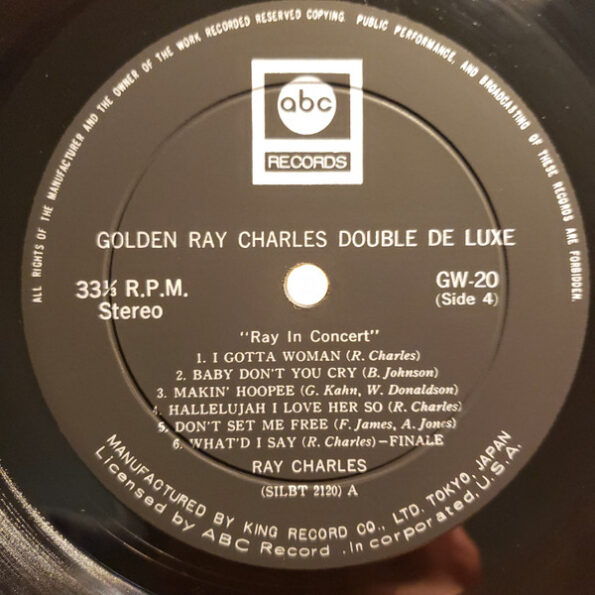 ALL RIGHTS OF THE MANUFACTURER AND THE OWNER OF THE WORK RECORDED RESERVED COPYING, PUBLIC PERFORMANCE, AND BROADCASTING OF THESE RECORDS ARE FORBIDDEN.
abc
RECORDS
GOLDEN RAY CHARLES DOUBLE DE LUXE
33⅓ R.P.M.
Stereo
GW-20
(Side 4)
"Ray In Concert"
1. I GOTTA WOMAN (R. Charles)
2. BABY DON'T YOU CRY (B. Johnson)
3. MAKIN' HOOPEE (G. Kahn, W. Donaldson)
4. HALLELUJAH I LOVE HER SO (R. Charles)
5. DON'T SET ME FREE (F. James, A. Jones)
6. WHAT'D I SAY (R. Charles)—FINALE
RAY CHARLES
(SILBT 2120) A
MANUFACTURED BY KING RECORD CO., LTD. TOKYO, JAPAN
Licensed by ABC Record , Incorporated, U.S.A.